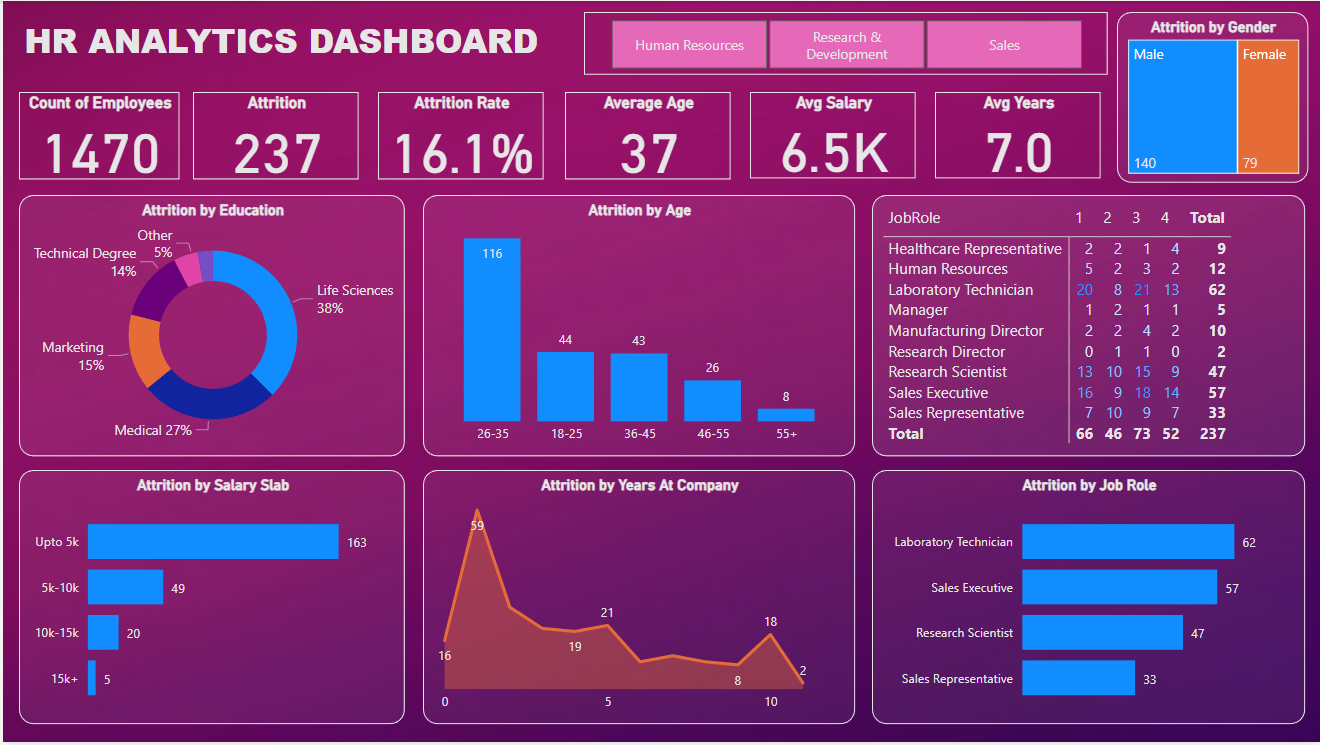 HR ANALYTICS DASHBOARD
Human Resources
Research &
Development
Sales
Attrition by Gender
Male
Female
140
79
Count of Employees
1470
Attrition
237
Attrition Rate
16.1%
Average Age
37
Avg Salary
6.5K
Avg Years
7.0
Attrition by Education
Other
5%
Technical Degree
14%
Life Sciences
38%
Marketing
15%
Medical 27%
Attrition by Age
116
44
43
26
8
26-35
18-25
36-45
46-55
55+
JobRole 1 2 3 4 Total
Healthcare Representative 2 2 1 4 9
Human Resources 5 2 3 2 12
Laboratory Technician 20 8 21 13 62
Manager 1 2 1 1 5
Manufacturing Director 2 2 4 2 10
Research Director 0 1 1 0 2
Research Scientist 13 10 15 9 47
Sales Executive 16 9 18 14 57
Sales Representative 7 10 9 7 33
Total 66 46 73 52 237
Attrition by Salary Slab
Upto 5k 163
5k-10k 49
10k-15k 20
15k+ 5
Attrition by Years At Company
59
16
19
21
8
18
2
0
5
10
Attrition by Job Role
Laboratory Technician 62
Sales Executive 57
Research Scientist 47
Sales Representative 33